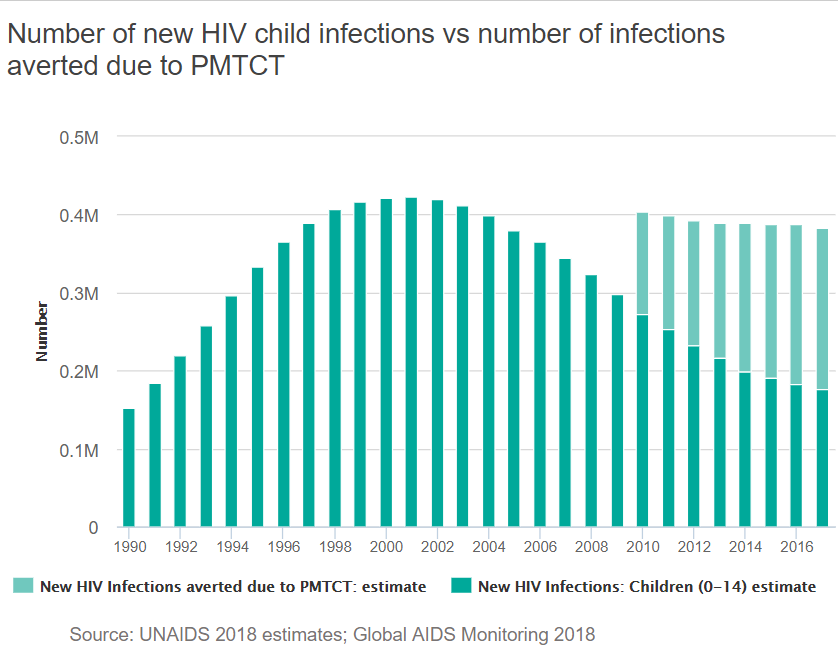 Number of new HIV child infections vs number of infections
averted due to PMTCT
0.5M
0.4M
0.3M
0.2M
0.1M
0
Number
1990 1992 1994 1996 1998 2000 2002 2004 2006 2008 2010 2012 2014 2016
New HIV Infections averted due to PMTCT: estimate New HIV Infections: Children (0-14) estimate
Source: UNAIDS 2018 estimates; Global AIDS Monitoring 2018